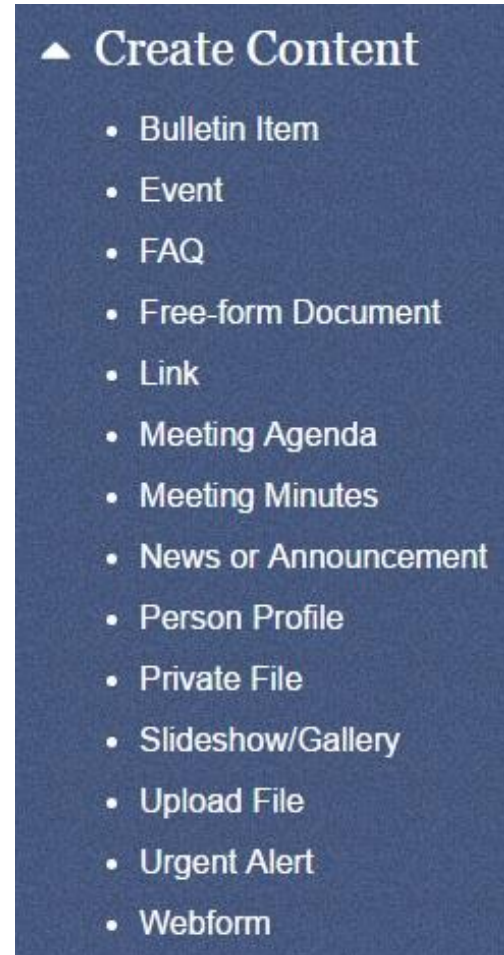 Create Content
Bulletin Item
Event
FAQ
Free-form Document
Link
Meeting Agenda
Meeting Minutes
News or Announcement
Person Profile
Private File
Slideshow/Gallery
Upload File
Urgent Alert
Webform